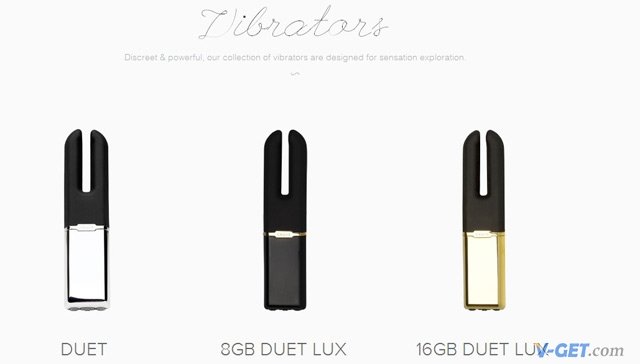 Vibrators
Discreet & powerful, our collection of vibrators are designed for sensation exploration.
DUET
8GB DUET LUX
16GB DUET LUX
V-GET.com